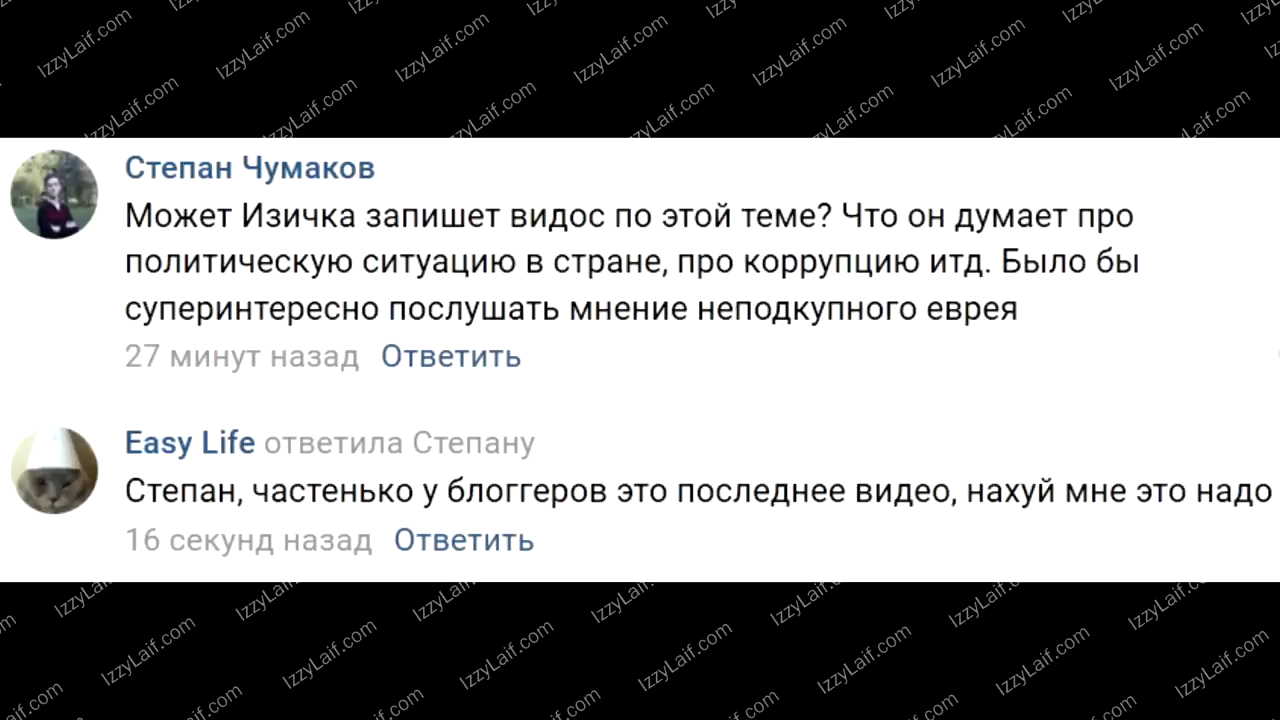 Степан Чумаков
Может Изичка запишет видос по этой теме? Что он думает про
политическую ситуацию в стране, про коррупцию итд. Было бы
суперинтересно послушать мнение неподкупного еврея
27 минут назад Ответить
Easy Life ответила Степану
Степан, частенько у блоггеров это последнее видео, нахуй мне это надо
16 секунд назад Ответить
IzzyLaif.com